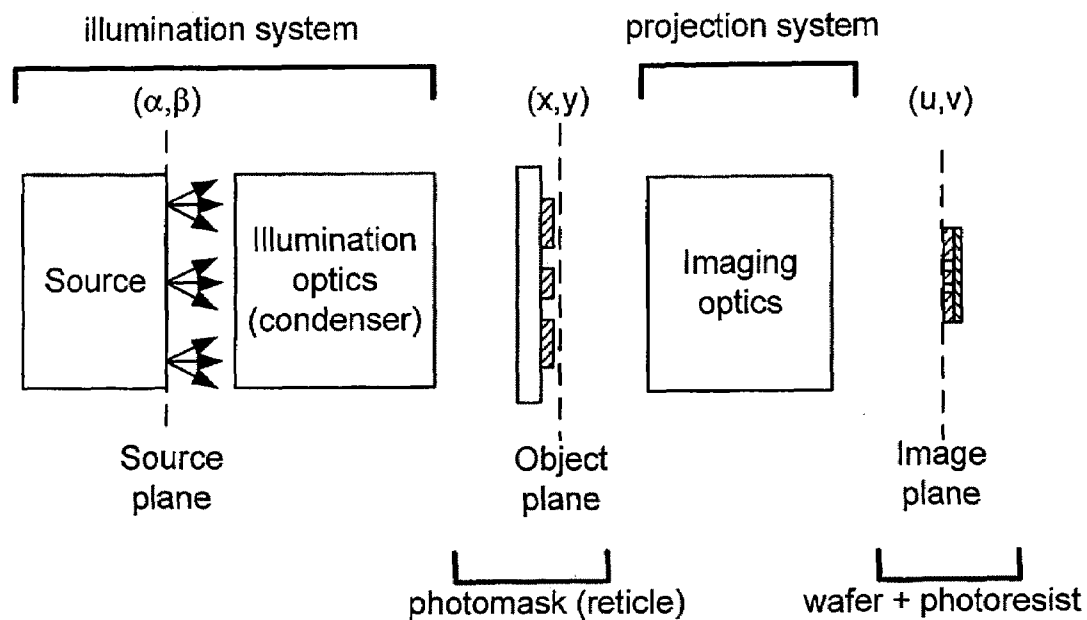 illumination system
projection system
(α,β)
(x,y)
(u,v)
Source
Illumination
optics
(condenser)
Imaging
optics
Source
plane
Object
plane
Image
plane
photomask (reticle)
wafer + photoresist